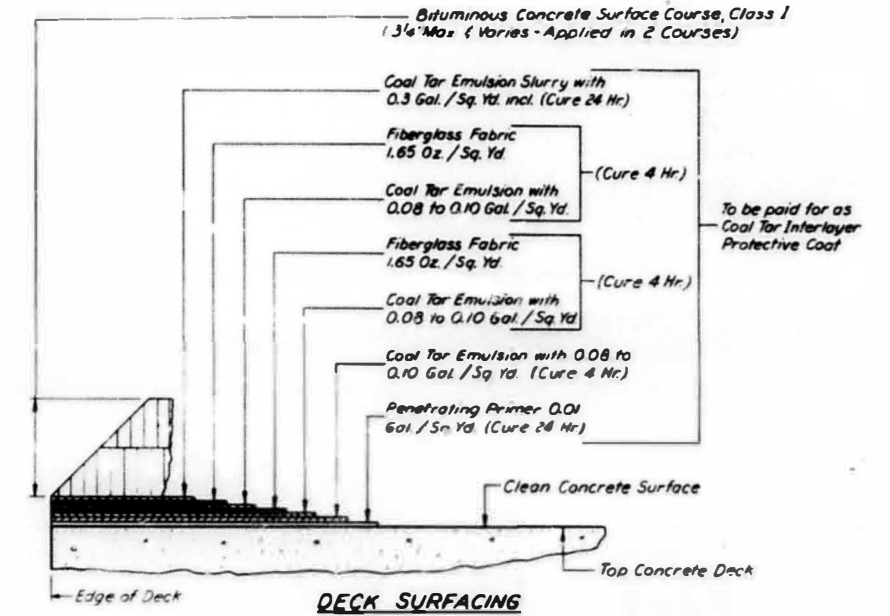 Bituminous Concrete Surface Course, Class I
(3¼" Max & Varies - Applied in 2 Courses)
Coal Tar Emulsion Slurry with
0.3 Gal./Sq. Yd. incl. (Cure 24 Hr.)
Fiberglass Fabric
1.65 Oz./Sq. Yd.
(Cure 4 Hr.)
Coal Tar Emulsion with
0.08 to 0.10 Gal./Sq. Yd.
To be paid for as
Coal Tar Interlayer
Protective Coat
Fiberglass Fabric
1.65 Oz./Sq. Yd.
(Cure 4 Hr.)
Coal Tar Emulsion with
0.08 to 0.10 Gal./Sq. Yd.
Coal Tar Emulsion with 0.08 to
0.10 Gal./Sq Yd. (Cure 4 Hr.)
Penetrating Primer 0.01
Gal./Sq Yd. (Cure 24 Hr)
Clean Concrete Surface
Top Concrete Deck
Edge of Deck
DECK SURFACING